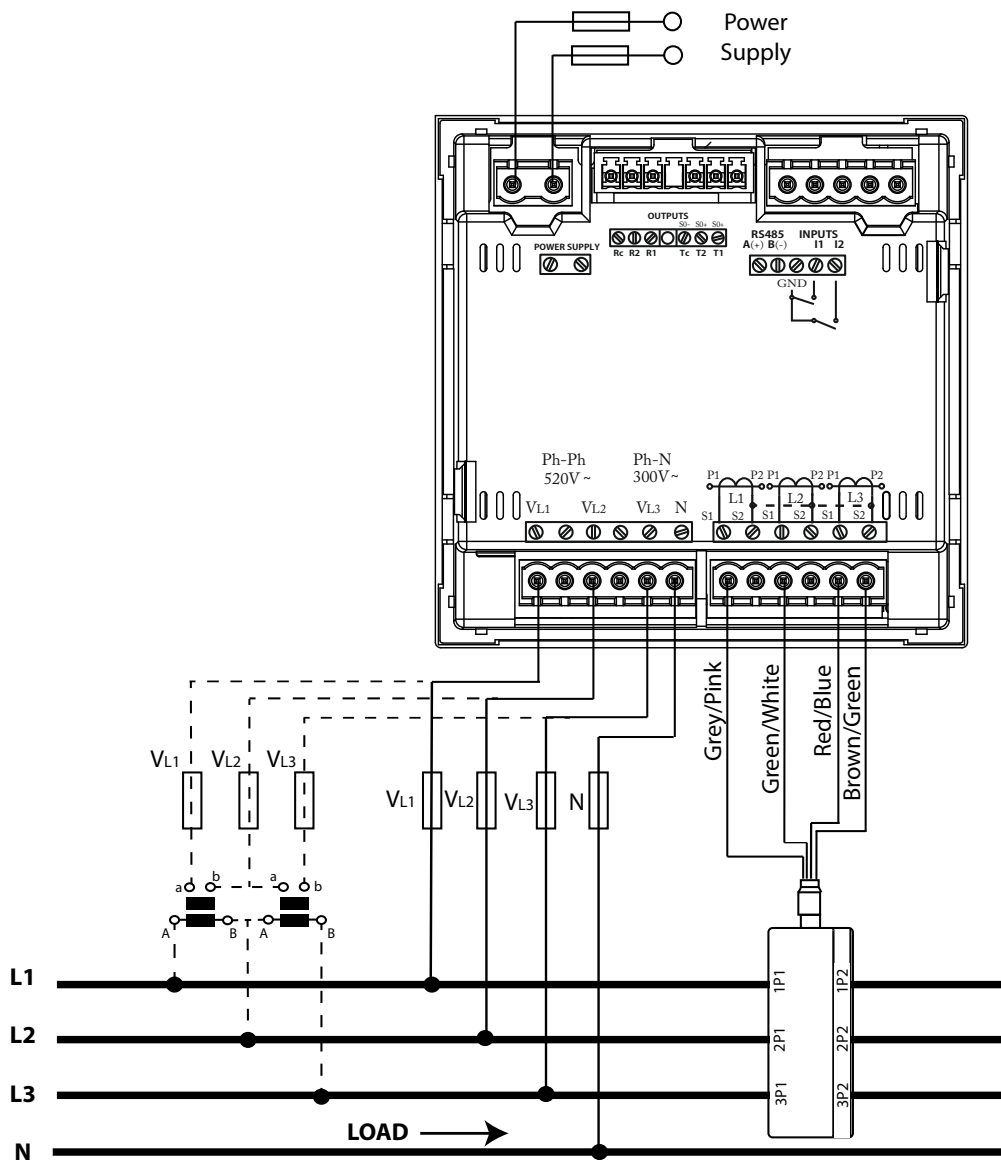 Power
Supply
OUTPUTS
S0- S0+ S0+
POWER SUPPLY
Rc R2 R1 Tc T2 T1
RS485 INPUTS
A(+) B(-) I1 I2
GND
Ph-Ph
520V ~
Ph-N
300V ~
P1 P2 P1 P2 P1 P2
L1 L2 L3
S1 S2 S1 S2 S1 S2
VL1 VL2 VL3 N
Grey/Pink
Green/White
Red/Blue
Brown/Green
VL1 VL2 VL3
VL1 VL2 VL3 N
a b a b
A B A B
L1
1P1 1P2
L2
2P1 2P2
L3
3P1 3P2
LOAD
N